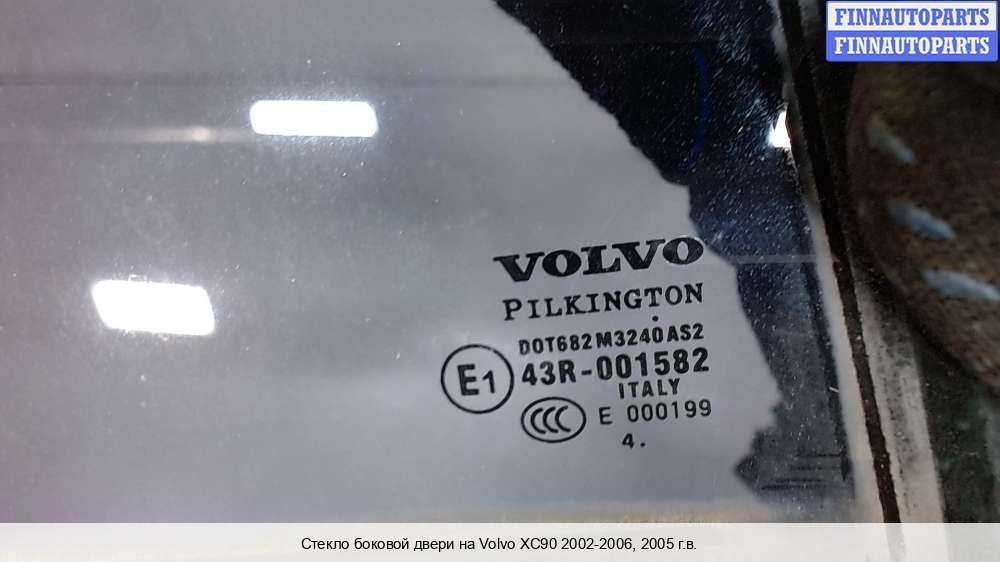 FINNAUTOPARTS
FINNAUTOPARTS
VOLVO
PILKINGTON
DOT682 M3240 AS2
E1 43R-001582
ITALY
CCC E 000199
4.
Стекло боковой двери на Volvo XC90 2002-2006, 2005 г.в.